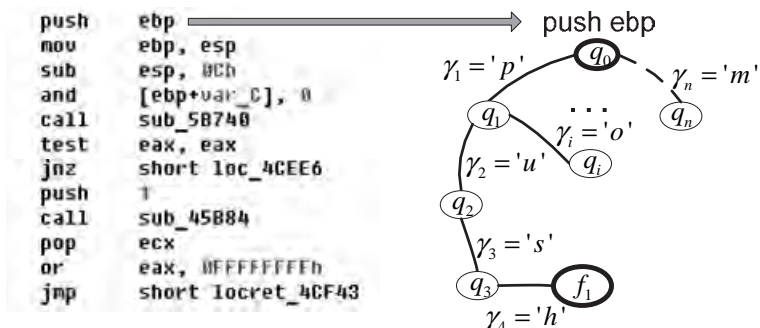 push ebp
mov ebp, esp
sub esp, 0Ch
and [ebp+var_C], 0
call sub_5B740
test eax, eax
jnz short loc_4CEE6
push 1
call sub_45B84
pop ecx
or eax, 0FFFFFFFFh
jmp short locret_4CF43
push ebp
q₀
γ₁ = 'p'
γₙ = 'm'
q₁
. . .
qₙ
γᵢ = 'o'
γ₂ = 'u'
qᵢ
q₂
γ₃ = 's'
q₃
f₁
γ₄ = 'h'